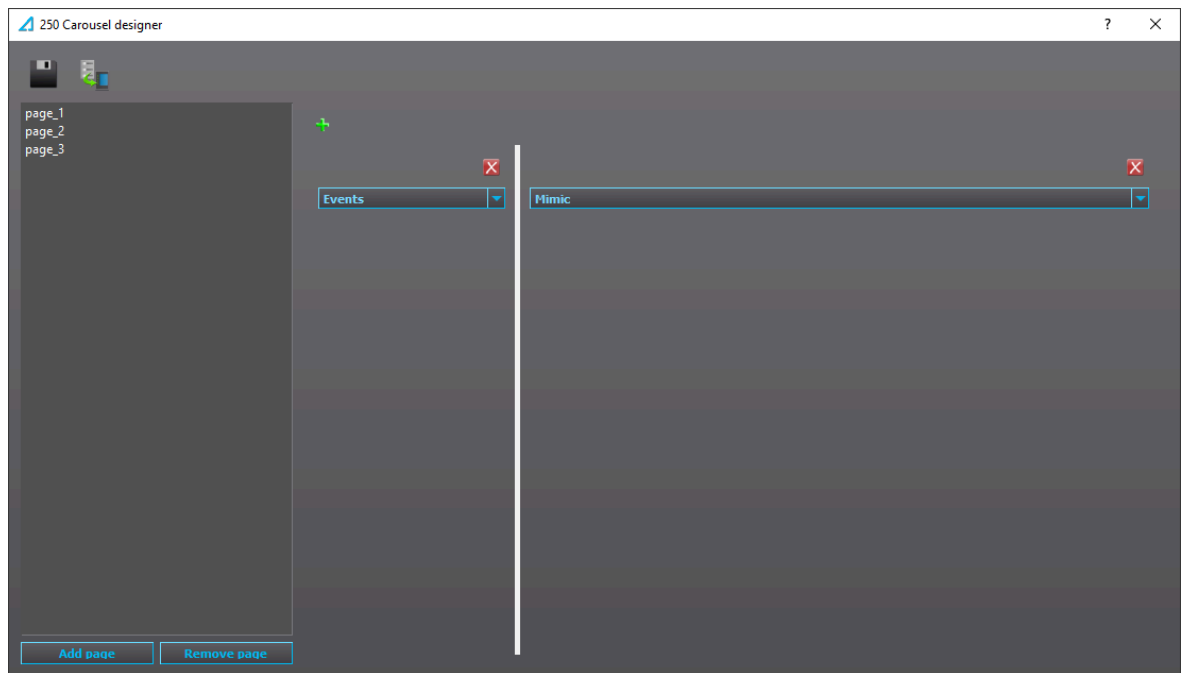 250 Carousel designer
page_1
page_2
page_3
Events
Mimic
Add page
Remove page